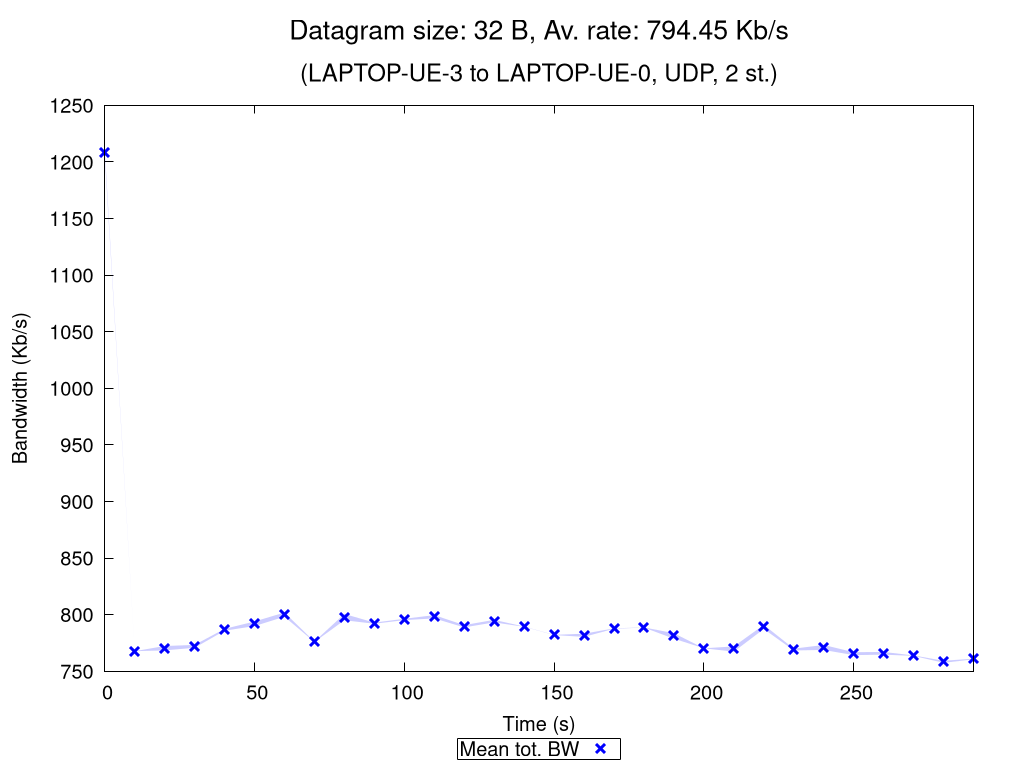 Datagram size: 32 B, Av. rate: 794.45 Kb/s
(LAPTOP-UE-3 to LAPTOP-UE-0, UDP, 2 st.)
1250
1200
1150
1100
1050
1000
950
900
850
800
750
Bandwidth (Kb/s)
0 50 100 150 200 250
Time (s)
Mean tot. BW